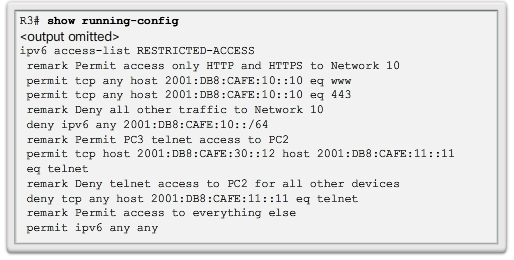 R3# show running-config
<output omitted>
ipv6 access-list RESTRICTED-ACCESS
remark Permit access only HTTP and HTTPS to Network 10
permit tcp any host 2001:DB8:CAFE:10::10 eq www
permit tcp any host 2001:DB8:CAFE:10::10 eq 443
remark Deny all other traffic to Network 10
deny ipv6 any 2001:DB8:CAFE:10::/64
remark Permit PC3 telnet access to PC2
permit tcp host 2001:DB8:CAFE:30::12 host 2001:DB8:CAFE:11::11
eq telnet
remark Deny telnet access to PC2 for all other devices
deny tcp any host 2001:DB8:CAFE:11::11 eq telnet
remark Permit access to everything else
permit ipv6 any any